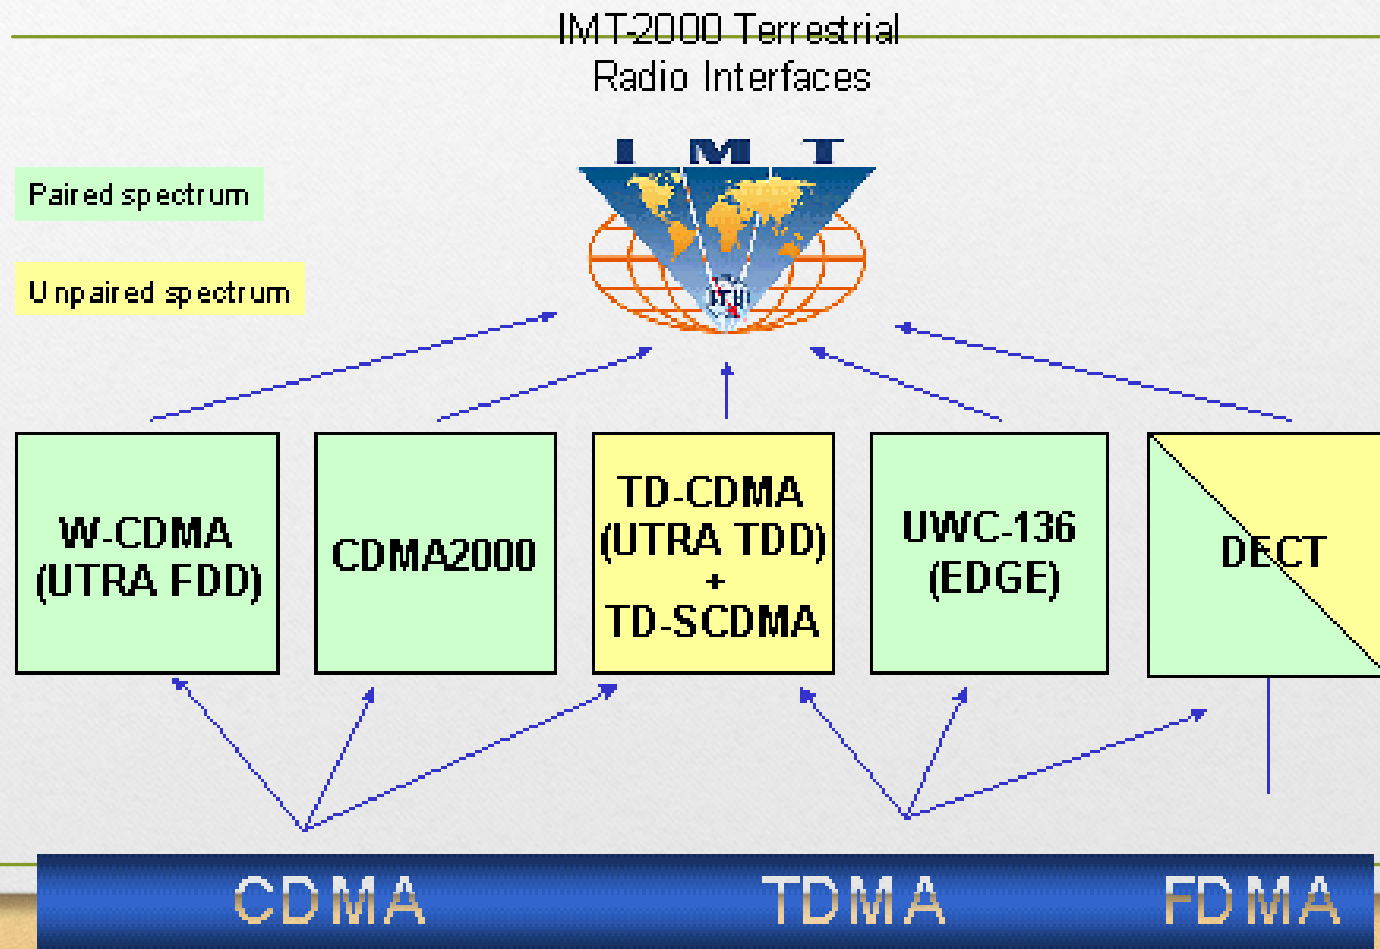 IMT-2000 Terrestrial
Radio Interfaces
I M T
Paired spectrum
Unpaired spectrum
ITU
W-CDMA
(UTRA FDD)
CDMA2000
TD-CDMA
(UTRA TDD)
+
TD-SCDMA
UWC-136
(EDGE)
DECT
CDMA
TDMA
FDMA